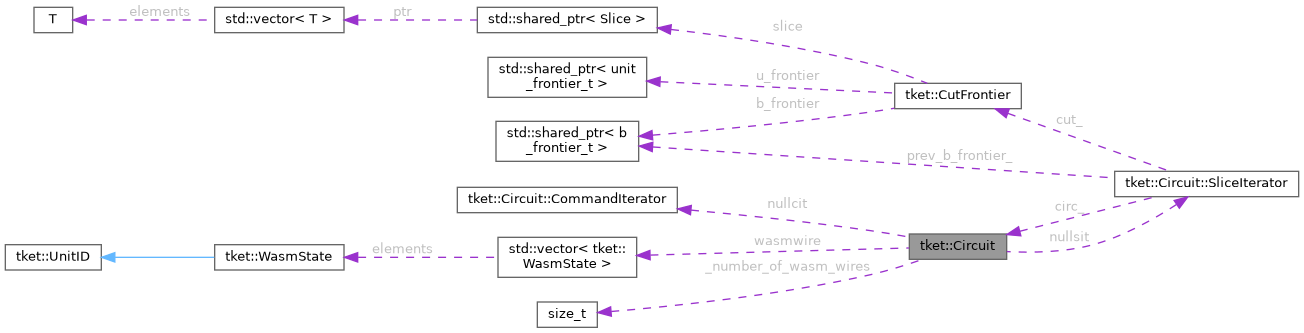 T
elements
std::vector< T >
ptr
std::shared_ptr< Slice >
slice
std::shared_ptr< unit
_frontier_t >
u_frontier
tket::CutFrontier
b_frontier
std::shared_ptr< b
_frontier_t >
cut_
prev_b_frontier_
tket::Circuit::SliceIterator
tket::Circuit::CommandIterator
nullcit
circ_
tket::UnitID
tket::WasmState
elements
std::vector< tket::
WasmState >
wasmwire
tket::Circuit
nullsit
_number_of_wasm_wires
size_t